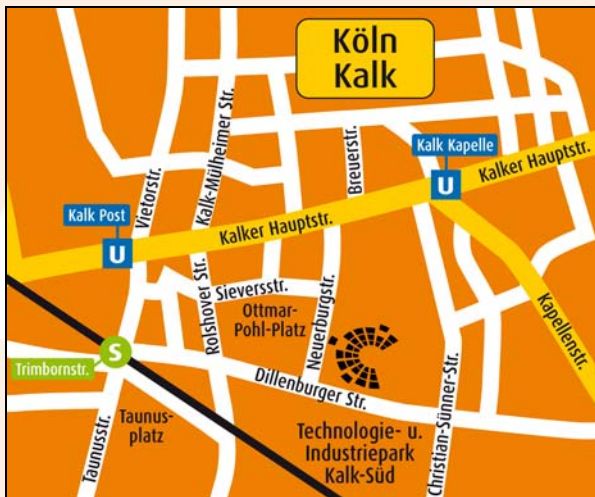 Köln
Kalk
Kalk Kapelle
U
Kalker Hauptstr.
Kalk-Mülheimer Str.
Breuerstr.
Vietorstr.
Kalk Post
U
Kalker Hauptstr.
Rolshover Str.
Sieversstr.
Ottmar-
Pohl-Platz
Neuerburgstr.
Kapellenstr.
S
Trimbornstr.
Dillenburger Str.
Taunusstr.
Taunus-
platz
Technologie- u.
Industriepark
Kalk-Süd
Christian-Sünner-Str.